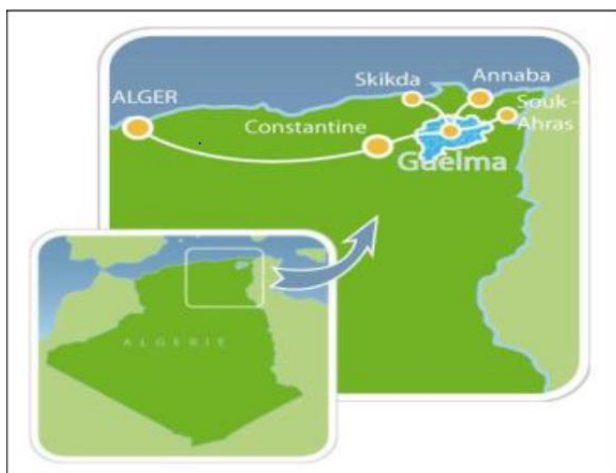 Skikda
Annaba
ALGER
Souk -
Ahras
Constantine
Guelma
ALGERIE